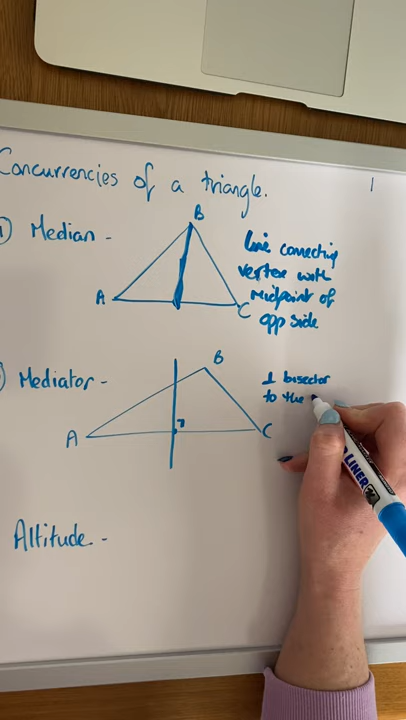 Concurrencies of a triangle.
1) Median -
B
A
C
line connecting
vertex with
midpoint of
opp side
2) Mediator -
B
A
C
⊥ bisector
to the
Altitude -
LINER